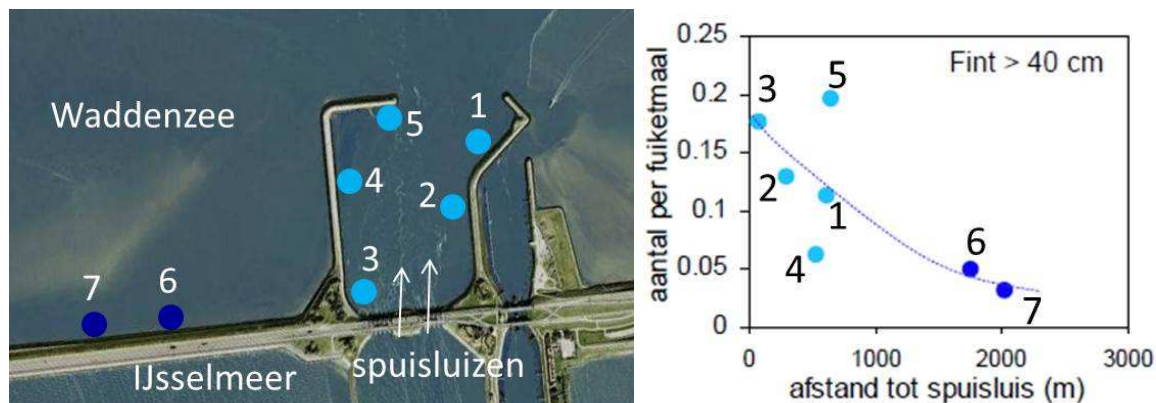 Waddenzee
1
2
3
4
5
6
7
IJsselmeer
spuisluizen
Fint > 40 cm
aantal per fuiketmaal
0.25
0.2
0.15
0.1
0.05
0
3
5
2
1
4
6
7
0 1000 2000 3000
afstand tot spuisluis (m)